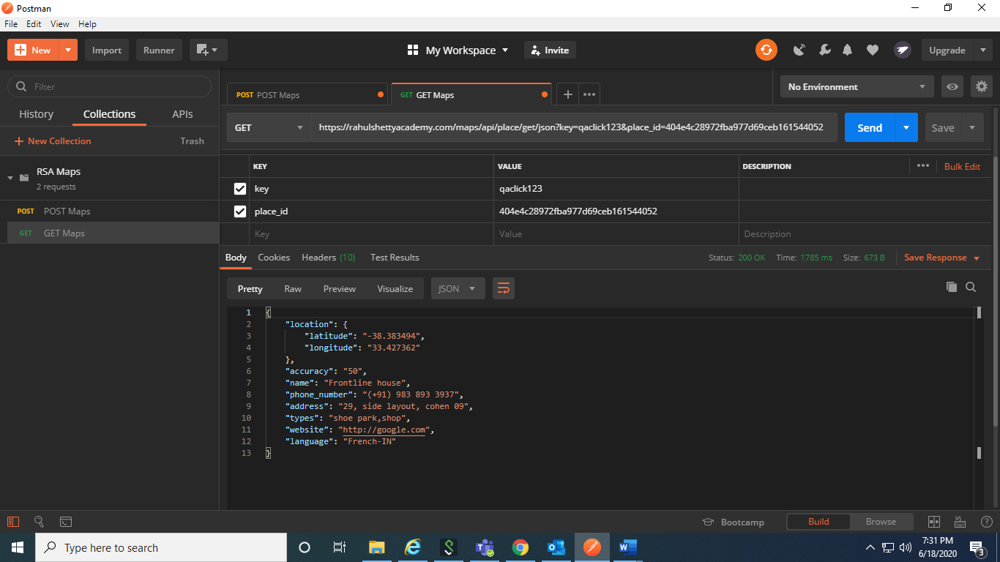 Postman
File Edit View Help
New Import Runner My Workspace Invite Upgrade
Filter
History Collections APIs
+ New Collection Trash
RSA Maps
2 requests
POST POST Maps
GET GET Maps
POST POST Maps GET GET Maps + ••• No Environment
GET https://rahulshettyacademy.com/maps/api/place/get/json?key=qaclick123&place_id=404e4c28972fba977d69ceb161544052 Send Save
KEY VALUE DESCRIPTION ••• Bulk Edit
key qaclick123
place_id 404e4c28972fba977d69ceb161544052
Key Value Description
Body Cookies Headers (10) Test Results Status: 200 OK Time: 1785 ms Size: 673 B Save Response
Pretty Raw Preview Visualize JSON
1 {
2 "location": {
3 "latitude": "-38.383494",
4 "longitude": "33.427362"
5 },
6 "accuracy": "50",
7 "name": "Frontline house",
8 "phone_number": "(+91) 983 893 3937",
9 "address": "29, side layout, cohen 09",
10 "types": "shoe park,shop",
11 "website": "http://google.com",
12 "language": "French-IN"
13 }
Bootcamp Build Browse ?
Type here to search
7:31 PM
6/18/2020
3